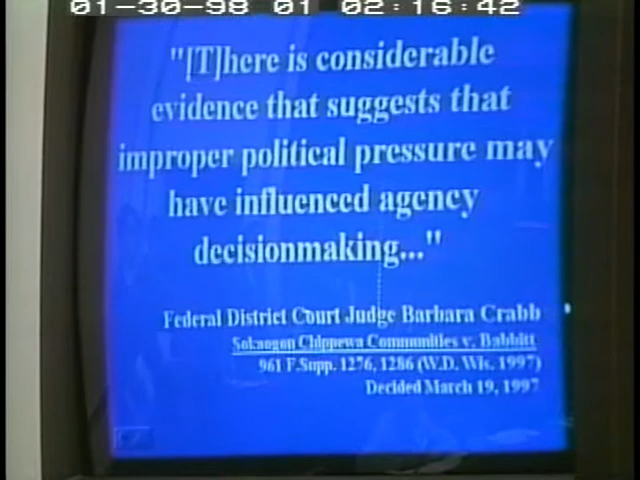 01-30-98 01 02:16:42
"[T]here is considerable
evidence that suggests that
improper political pressure may
have influenced agency
decisionmaking..."
Federal District Court Judge Barbara Crabb
Sokaogon Chippewa Communities v. Babbitt
961 F.Supp. 1276, 1286 (W.D. Wis. 1997)
Decided March 19, 1997